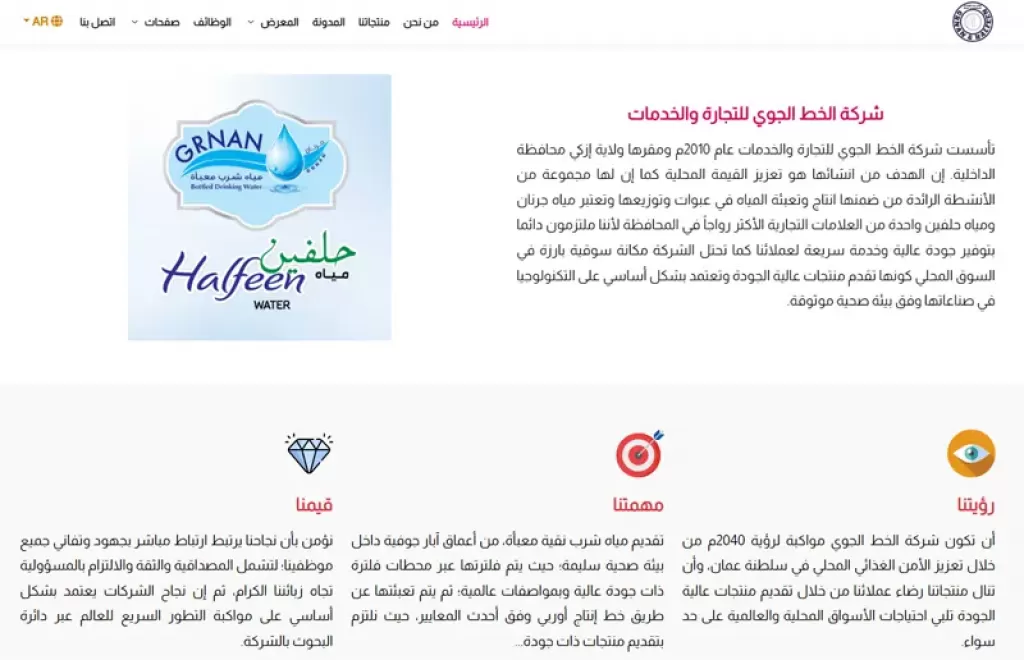 الرئيسية من نحن منتجاتنا المدونة المعرض الوظائف صفحات اتصل بنا AR
شركة الخط الجوي للتجارة والخدمات
تأسست شركة الخط الجوي للتجارة والخدمات عام 2010م ومقرها ولاية إزكي محافظة
الداخلية. إن الهدف من انشائها هو تعزيز القيمة المحلية كما إن لها مجموعة من
الأنشطة الرائدة من ضمنها انتاج وتعبئة المياه في عبوات وتوزيعها وتعتبر مياه جرنان
ومياه حلفين واحدة من العلامات التجارية الأكثر رواجاً في المحافظة لأننا ملتزمون دائما
بتوفير جودة عالية وخدمة سريعة لعملائنا كما تحتل الشركة مكانة سوقية بارزة في
السوق المحلي كونها تقدم منتجات عالية الجودة وتعتمد بشكل أساسي على التكنولوجيا
في صناعاتها وفق بيئة صحية موثوقة.
GRNAN
مياه شرب معبأة
Bottled Drinking Water
حلفين
مياه
Halfeen
WATER
رؤيتنا
أن تكون شركة الخط الجوي مواكبة لرؤية 2040م من
خلال تعزيز الأمن الغذائي المحلي في سلطنة عمان، وأن
تنال منتجاتنا رضاء عملائنا من خلال تقديم منتجات عالية
الجودة تلبي احتياجات الأسواق المحلية والعالمية على حد
سواء.
مهمتنا
تقديم مياه شرب نقية معبأة، من أعماق آبار جوفية داخل
بيئة صحية سليمة؛ حيث يتم فلترتها عبر محطات فلترة
ذات جودة عالية وبمواصفات عالمية؛ ثم يتم تعبئتها عن
طريق خط إنتاج أوربي وفق أحدث المعايير، حيث نلتزم
بتقديم منتجات ذات جودة...
قيمنا
نؤمن بأن نجاحنا يرتبط ارتباط مباشر بجهود وتفاني جميع
موظفينا؛ لتشمل المصداقية والثقة والالتزام بالمسؤولية
تجاه زبائننا الكرام، ثم إن نجاح الشركات يعتمد بشكل
أساسي على مواكبة التطور السريع للعالم عبر دائرة
البحوث بالشركة.